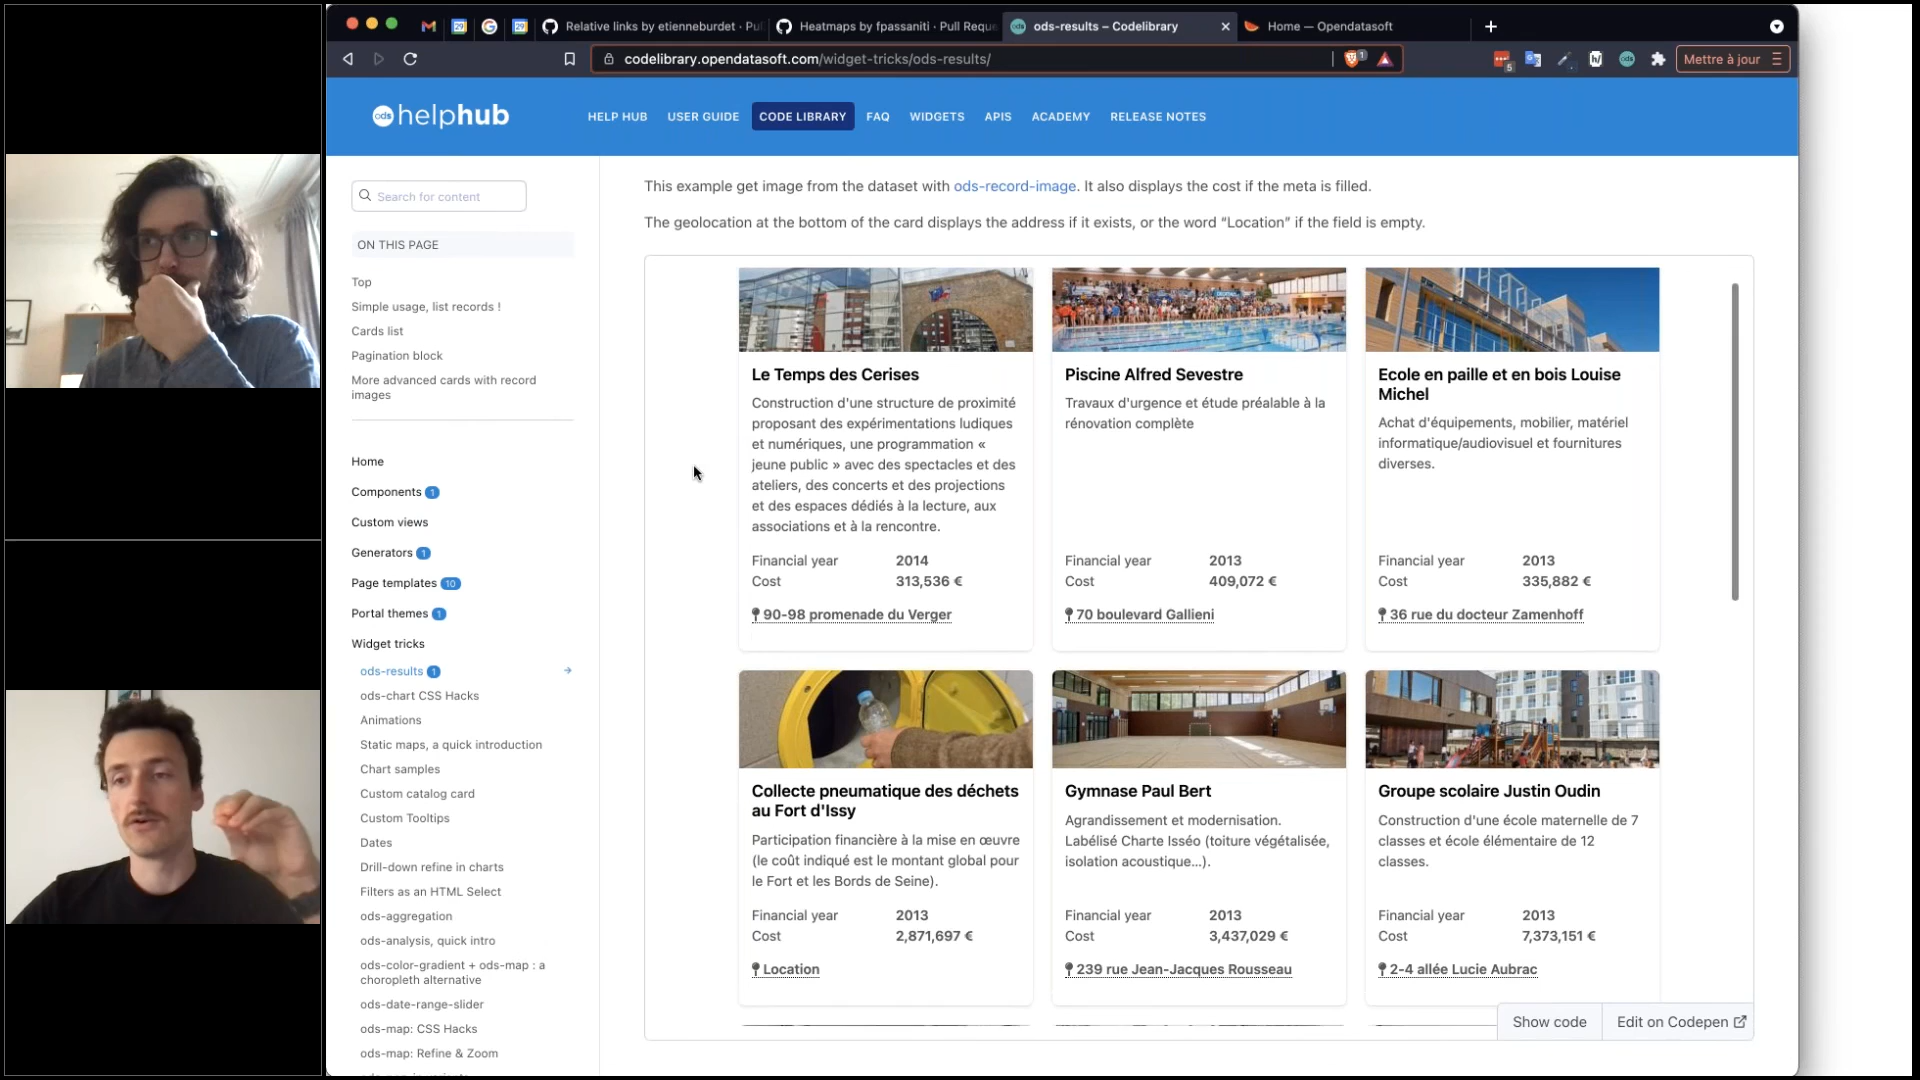 Relative links by etienneburdet · Pu
Heatmaps by fpassaniti · Pull Reque
ods-results – Codelibrary
Home — Opendatasoft
codelibrary.opendatasoft.com/widget-tricks/ods-results/
1
5
Mettre à jour
ods helphub
HELP HUB
USER GUIDE
CODE LIBRARY
FAQ
WIDGETS
APIS
ACADEMY
RELEASE NOTES
Search for content
ON THIS PAGE
Top
Simple usage, list records !
Cards list
Pagination block
More advanced cards with record
images
Home
Components 1
Custom views
Generators 1
Page templates 10
Portal themes 1
Widget tricks
ods-results 1
ods-chart CSS Hacks
Animations
Static maps, a quick introduction
Chart samples
Custom catalog card
Custom Tooltips
Dates
Drill-down refine in charts
Filters as an HTML Select
ods-aggregation
ods-analysis, quick intro
ods-color-gradient + ods-map : a
choropleth alternative
ods-date-range-slider
ods-map: CSS Hacks
ods-map: Refine & Zoom
This example get image from the dataset with ods-record-image. It also displays the cost if the meta is filled.
The geolocation at the bottom of the card displays the address if it exists, or the word “Location” if the field is empty.
Le Temps des Cerises
Construction d'une structure de proximité
proposant des expérimentations ludiques
et numériques, une programmation «
jeune public » avec des spectacles et des
ateliers, des concerts et des projections
et des espaces dédiés à la lecture, aux
associations et à la rencontre.
Financial year 2014
Cost 313,536 €
90-98 promenade du Verger
Piscine Alfred Sevestre
Travaux d'urgence et étude préalable à la
rénovation complète
Financial year 2013
Cost 409,072 €
70 boulevard Gallieni
Ecole en paille et en bois Louise
Michel
Achat d'équipements, mobilier, matériel
informatique/audiovisuel et fournitures
diverses.
Financial year 2013
Cost 335,882 €
36 rue du docteur Zamenhoff
Collecte pneumatique des déchets
au Fort d'Issy
Participation financière à la mise en œuvre
(le coût indiqué est le montant global pour
le Fort et les Bords de Seine).
Financial year 2013
Cost 2,871,697 €
Location
Gymnase Paul Bert
Agrandissement et modernisation.
Labélisé Charte Isséo (toiture végétalisée,
isolation acoustique...).
Financial year 2013
Cost 3,437,029 €
239 rue Jean-Jacques Rousseau
Groupe scolaire Justin Oudin
Construction d'une école maternelle de 7
classes et école élémentaire de 12
classes.
Financial year 2013
Cost 7,373,151 €
2-4 allée Lucie Aubrac
Show code
Edit on Codepen